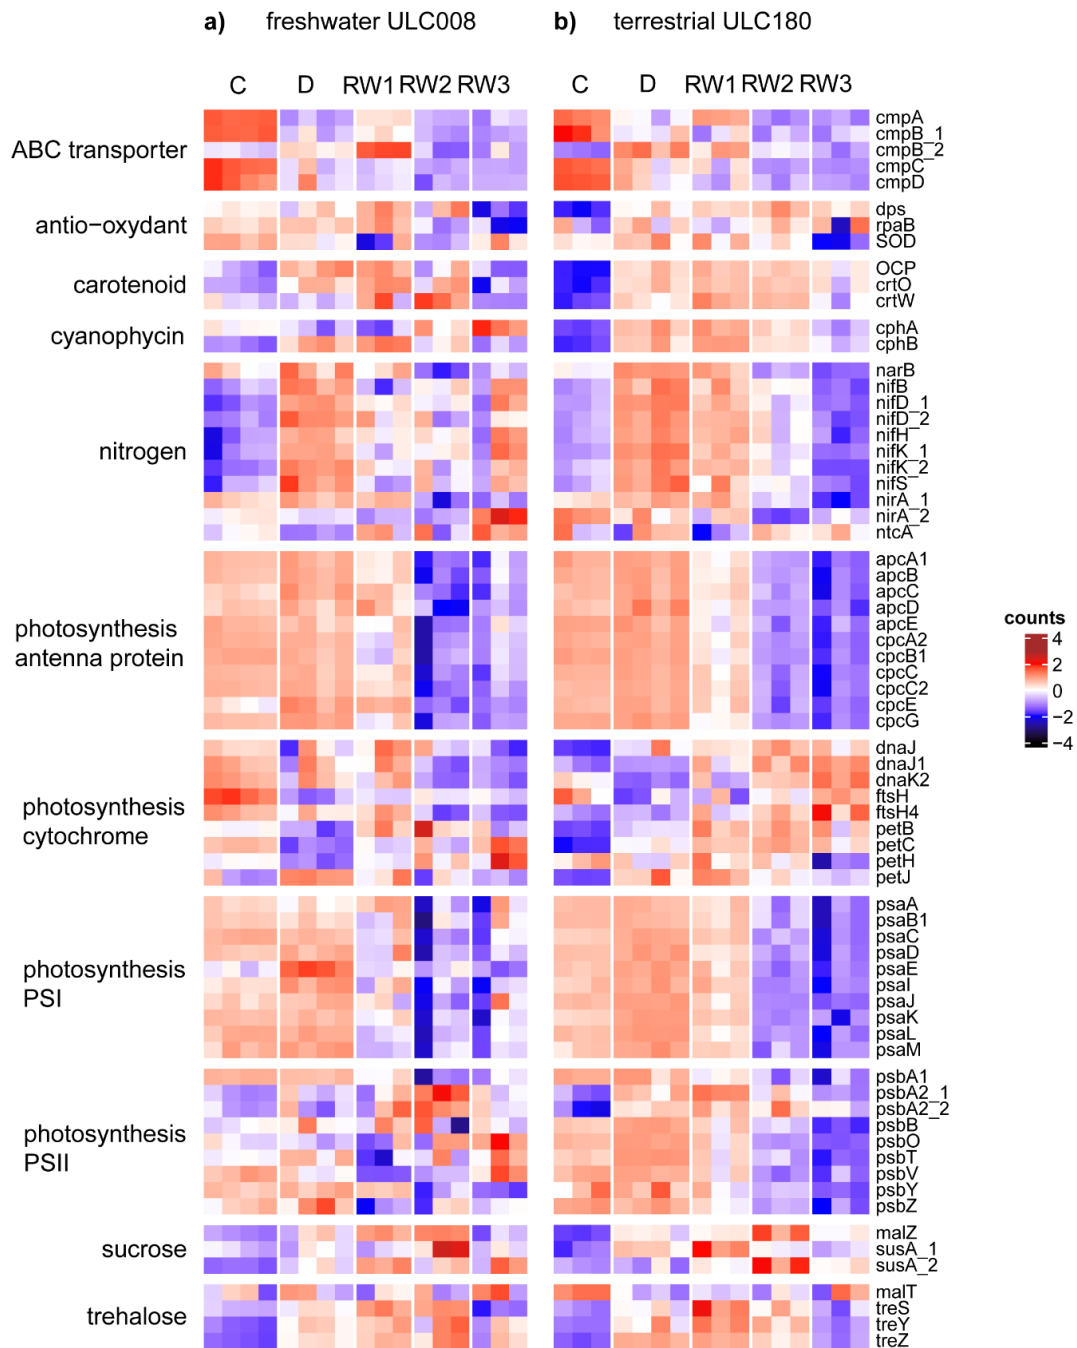 a) freshwater ULC008 b) terrestrial ULC180
C D RW1 RW2 RW3 C D RW1 RW2 RW3
ABC transporter
cmpA
cmpB_1
cmpB_2
cmpC
cmpD
antio−oxydant
dps
rpaB
SOD
carotenoid
OCP
crtO
crtW
cyanophycin
cphA
cphB
nitrogen
narB
nifB
nifD_1
nifD_2
nifH
nifK_1
nifK_2
nifS
nirA_1
nirA_2
ntcA
photosynthesis
antenna protein
apcA1
apcB
apcC
apcD
apcE
cpcA2
cpcB1
cpcC
cpcC2
cpcE
cpcG
photosynthesis
cytochrome
dnaJ
dnaJ1
dnaK2
ftsH
ftsH4
petB
petC
petH
petJ
photosynthesis
PSI
psaA
psaB1
psaC
psaD
psaE
psaI
psaJ
psaK
psaL
psaM
photosynthesis
PSII
psbA1
psbA2_1
psbA2_2
psbB
psbO
psbT
psbV
psbY
psbZ
sucrose
malZ
susA_1
susA_2
trehalose
malT
treS
treY
treZ
counts
4
2
0
−2
−4